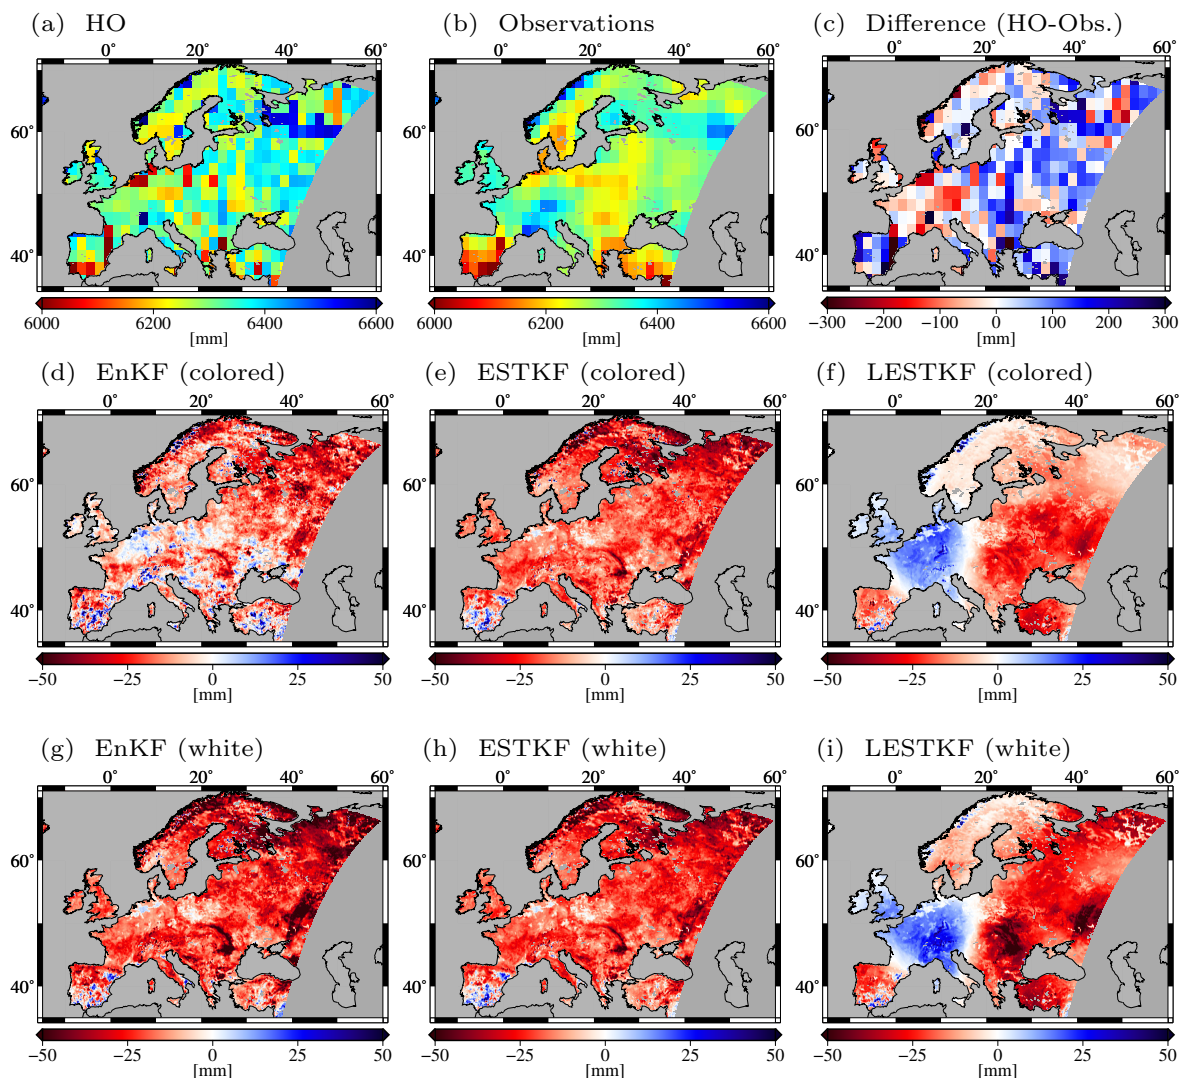 (a) HO
(b) Observations
(c) Difference (HO-Obs.)
0° 20° 40° 60°
0° 20° 40° 60°
0° 20° 40° 60°
60°
40°
60°
40°
60°
40°
6000 6200 6400 6600
[mm]
6000 6200 6400 6600
[mm]
−300 −200 −100 0 100 200 300
[mm]
(d) EnKF (colored)
(e) ESTKF (colored)
(f) LESTKF (colored)
0° 20° 40° 60°
0° 20° 40° 60°
0° 20° 40° 60°
60°
40°
60°
40°
60°
40°
−50 −25 0 25 50
[mm]
−50 −25 0 25 50
[mm]
−50 −25 0 25 50
[mm]
(g) EnKF (white)
(h) ESTKF (white)
(i) LESTKF (white)
0° 20° 40° 60°
0° 20° 40° 60°
0° 20° 40° 60°
60°
40°
60°
40°
60°
40°
−50 −25 0 25 50
[mm]
−50 −25 0 25 50
[mm]
−50 −25 0 25 50
[mm]